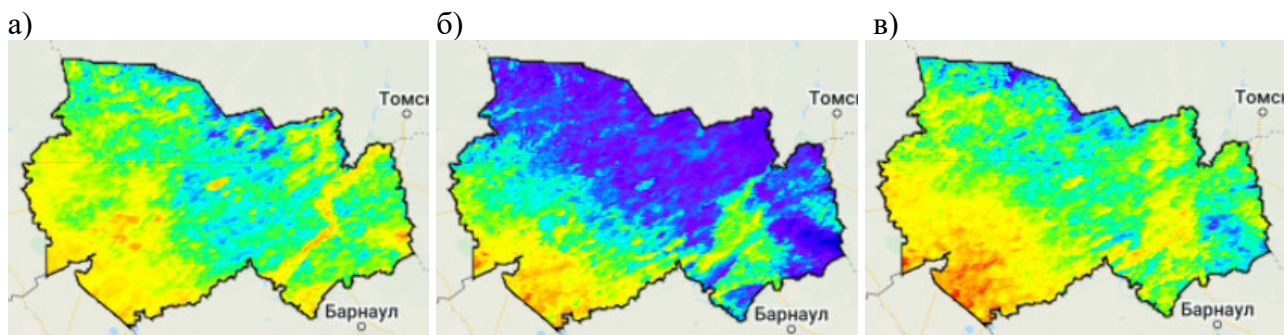 а) б) в)
Томск Томск Томск
Барнаул Барнаул Барнаул